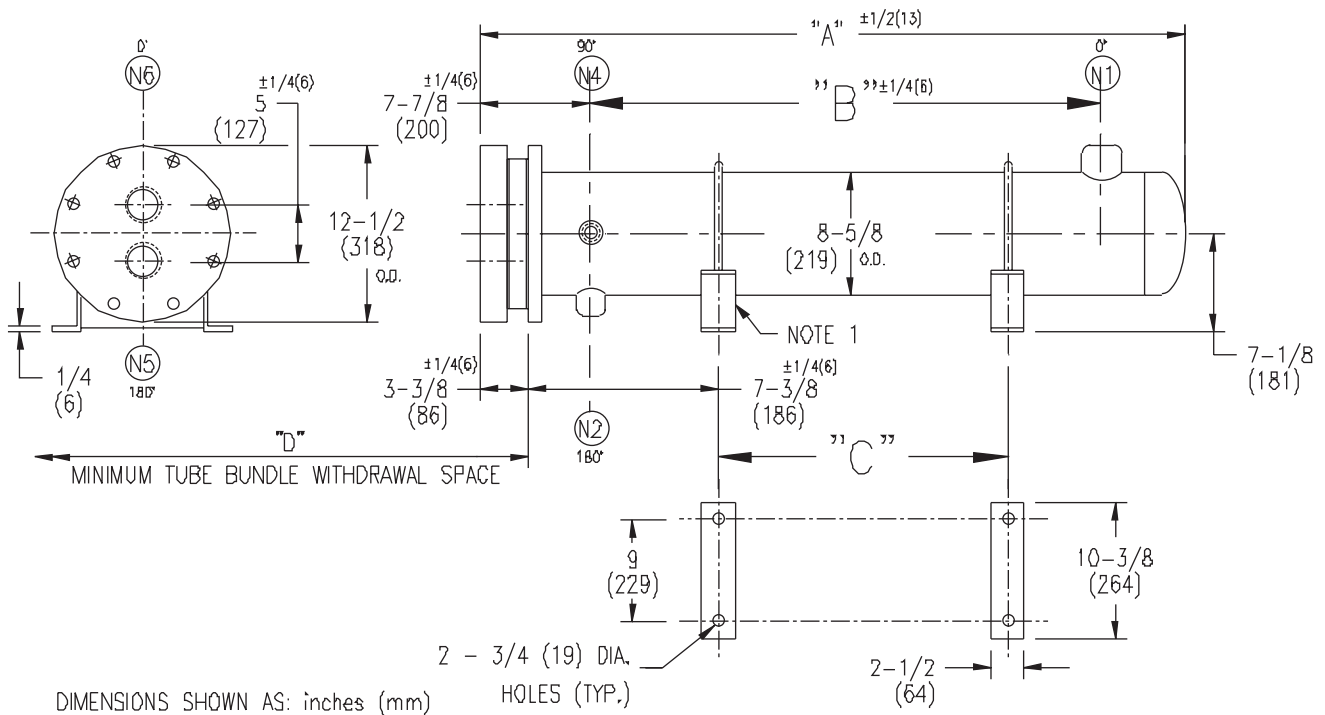 "A" ±1/2(13)
0°
N6
±1/4(6)
5
(127)
±1/4(6)
7-7/8
(200)
90°
N4
"B" ±1/4(6)
0°
N1
12-1/2
(318)
O.D.
8-5/8
(219) O.D.
NOTE 1
7-1/8
(181)
1/4
(6)
N5
180°
±1/4(6)
3-3/8
(86)
±1/4(6)
7-3/8
(186)
N2
180°
"D"
MINIMUM TUBE BUNDLE WITHDRAWAL SPACE
"C"
9
(229)
10-3/8
(264)
2 - 3/4 (19) DIA.
HOLES (TYP.)
2-1/2
(64)
DIMENSIONS SHOWN AS: inches (mm)